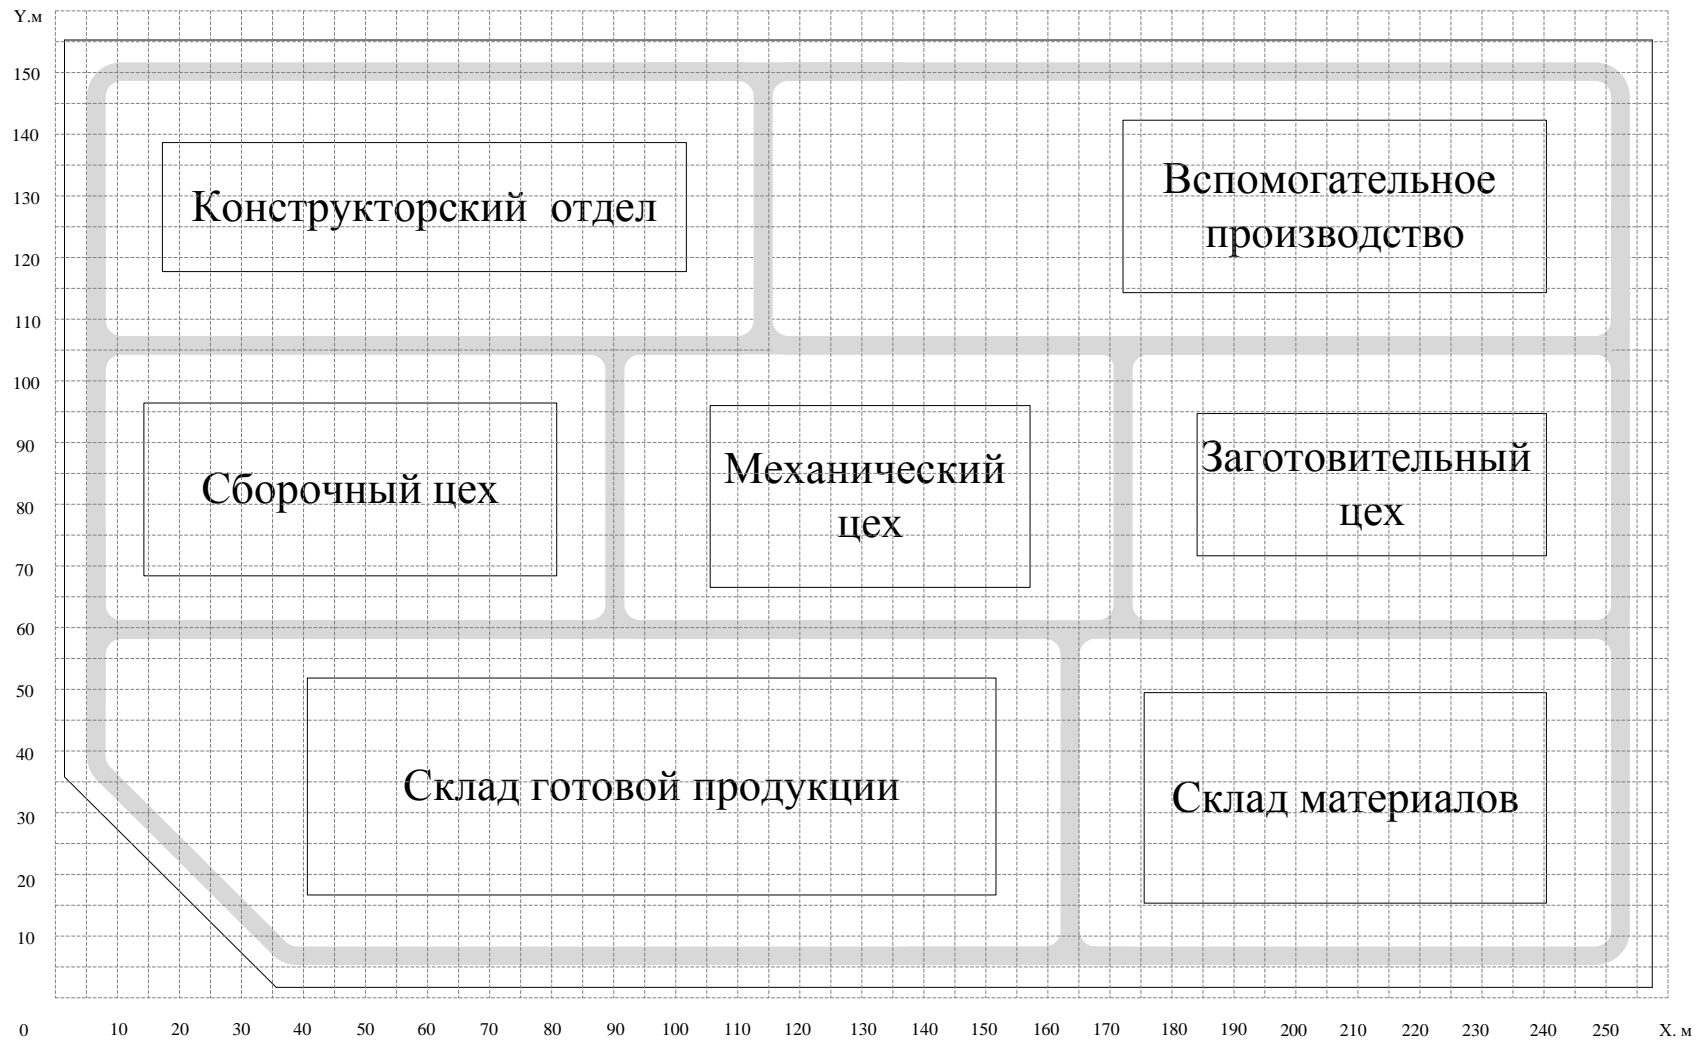 Y.м
150
140
130
120
110
100
90
80
70
60
50
40
30
20
10
Конструкторский отдел
Вспомогательное
производство
Сборочный цех
Механический
цех
Заготовительный
цех
Склад готовой продукции
Склад материалов
0 10 20 30 40 50 60 70 80 90 100 110 120 130 140 150 160 170 180 190 200 210 220 230 240 250 X. м